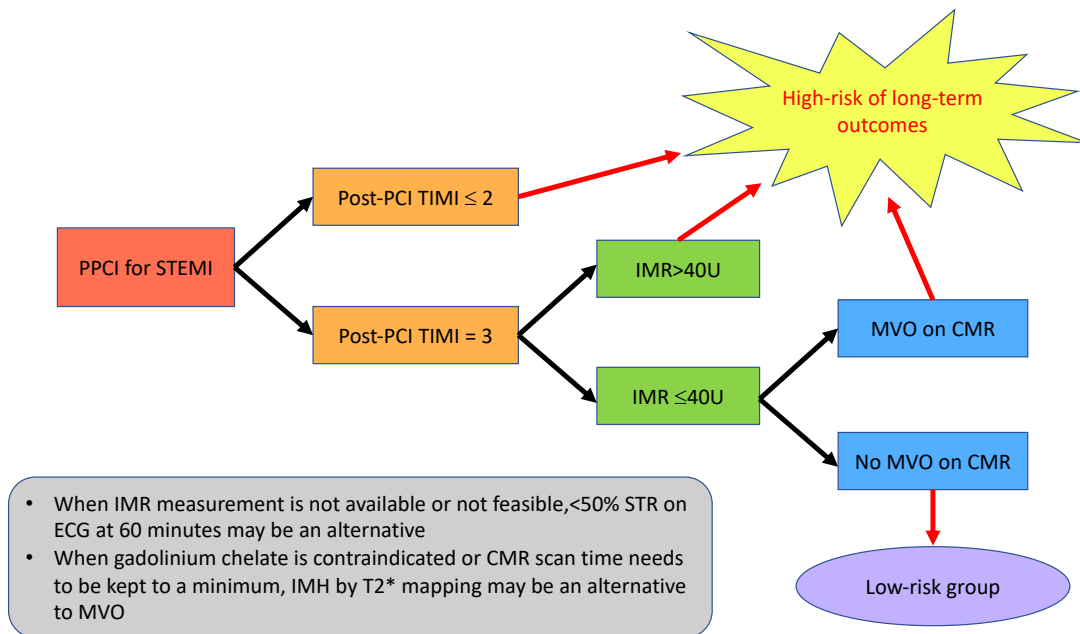 High-risk of long-term
outcomes
Post-PCI TIMI ≤ 2
PPCI for STEMI
IMR>40U
Post-PCI TIMI = 3
MVO on CMR
IMR ≤40U
No MVO on CMR
• When IMR measurement is not available or not feasible,<50% STR on
ECG at 60 minutes may be an alternative
• When gadolinium chelate is contraindicated or CMR scan time needs
to be kept to a minimum, IMH by T2* mapping may be an alternative
to MVO
Low-risk group